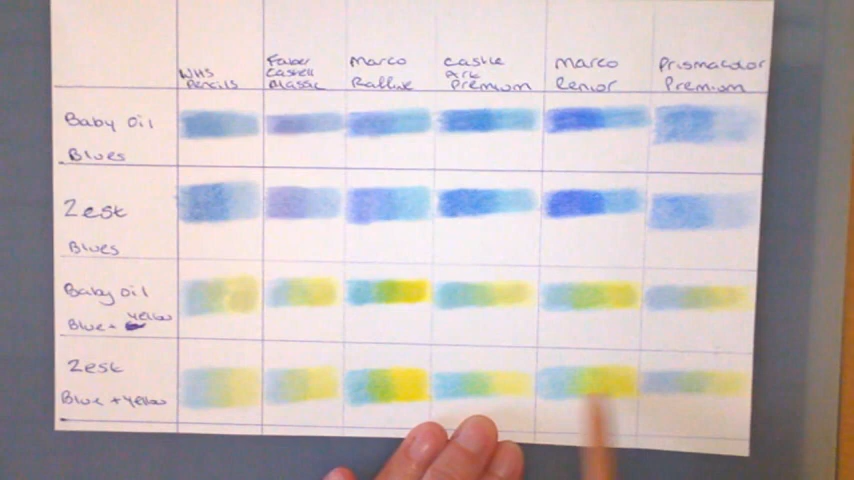 WHS
Pencils
Faber
Castell
Classic
Marco
Raffine
Castle
Art
Premium
Marco
Renior
Prismacolor
Premium
Baby Oil
Blues
Zest
Blues
Baby Oil
Blue + Yellow
Zest
Blue + Yellow